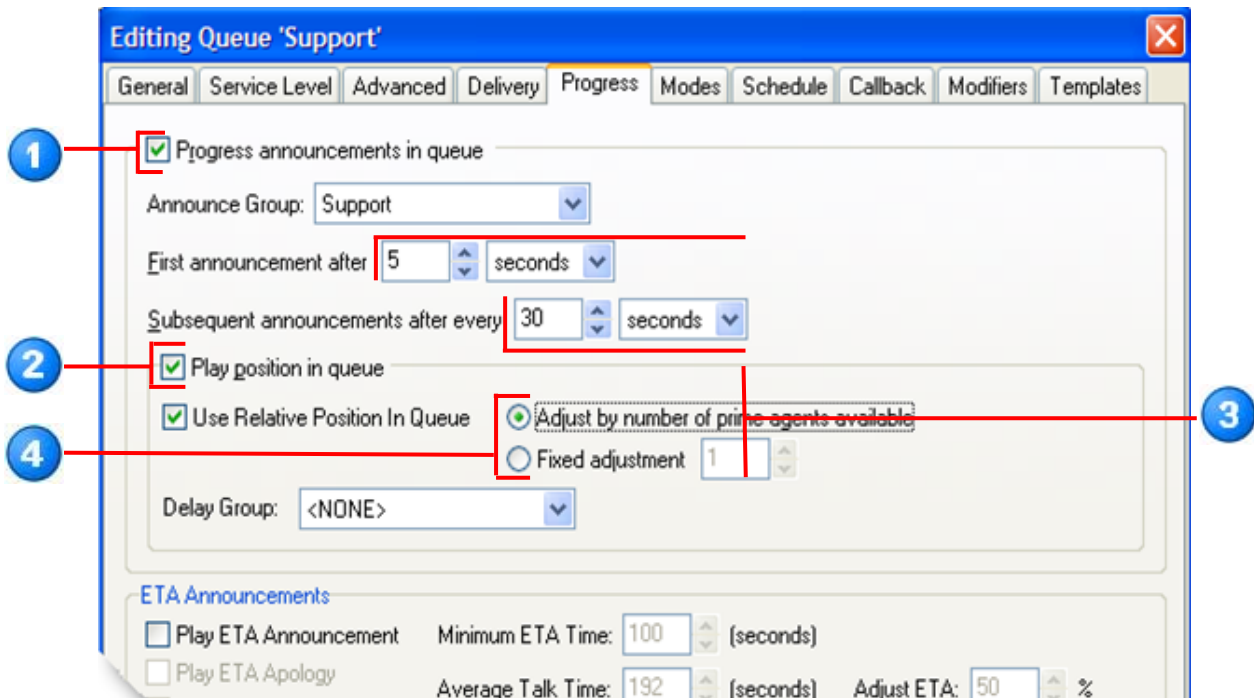 Editing Queue 'Support'
General Service Level Advanced Delivery Progress Modes Schedule Callback Modifiers Templates
1
Progress announcements in queue
Announce Group: Support
First announcement after 5 seconds
Subsequent announcements after every 30 seconds
2
Play position in queue
Use Relative Position In Queue Adjust by number of prime agents available
3
4
Fixed adjustment 1
Delay Group: <NONE>
ETA Announcements
Play ETA Announcement Minimum ETA Time: 100 (seconds)
Play ETA Apology
Average Talk Time: 192 (seconds) Adjust ETA: 50 %